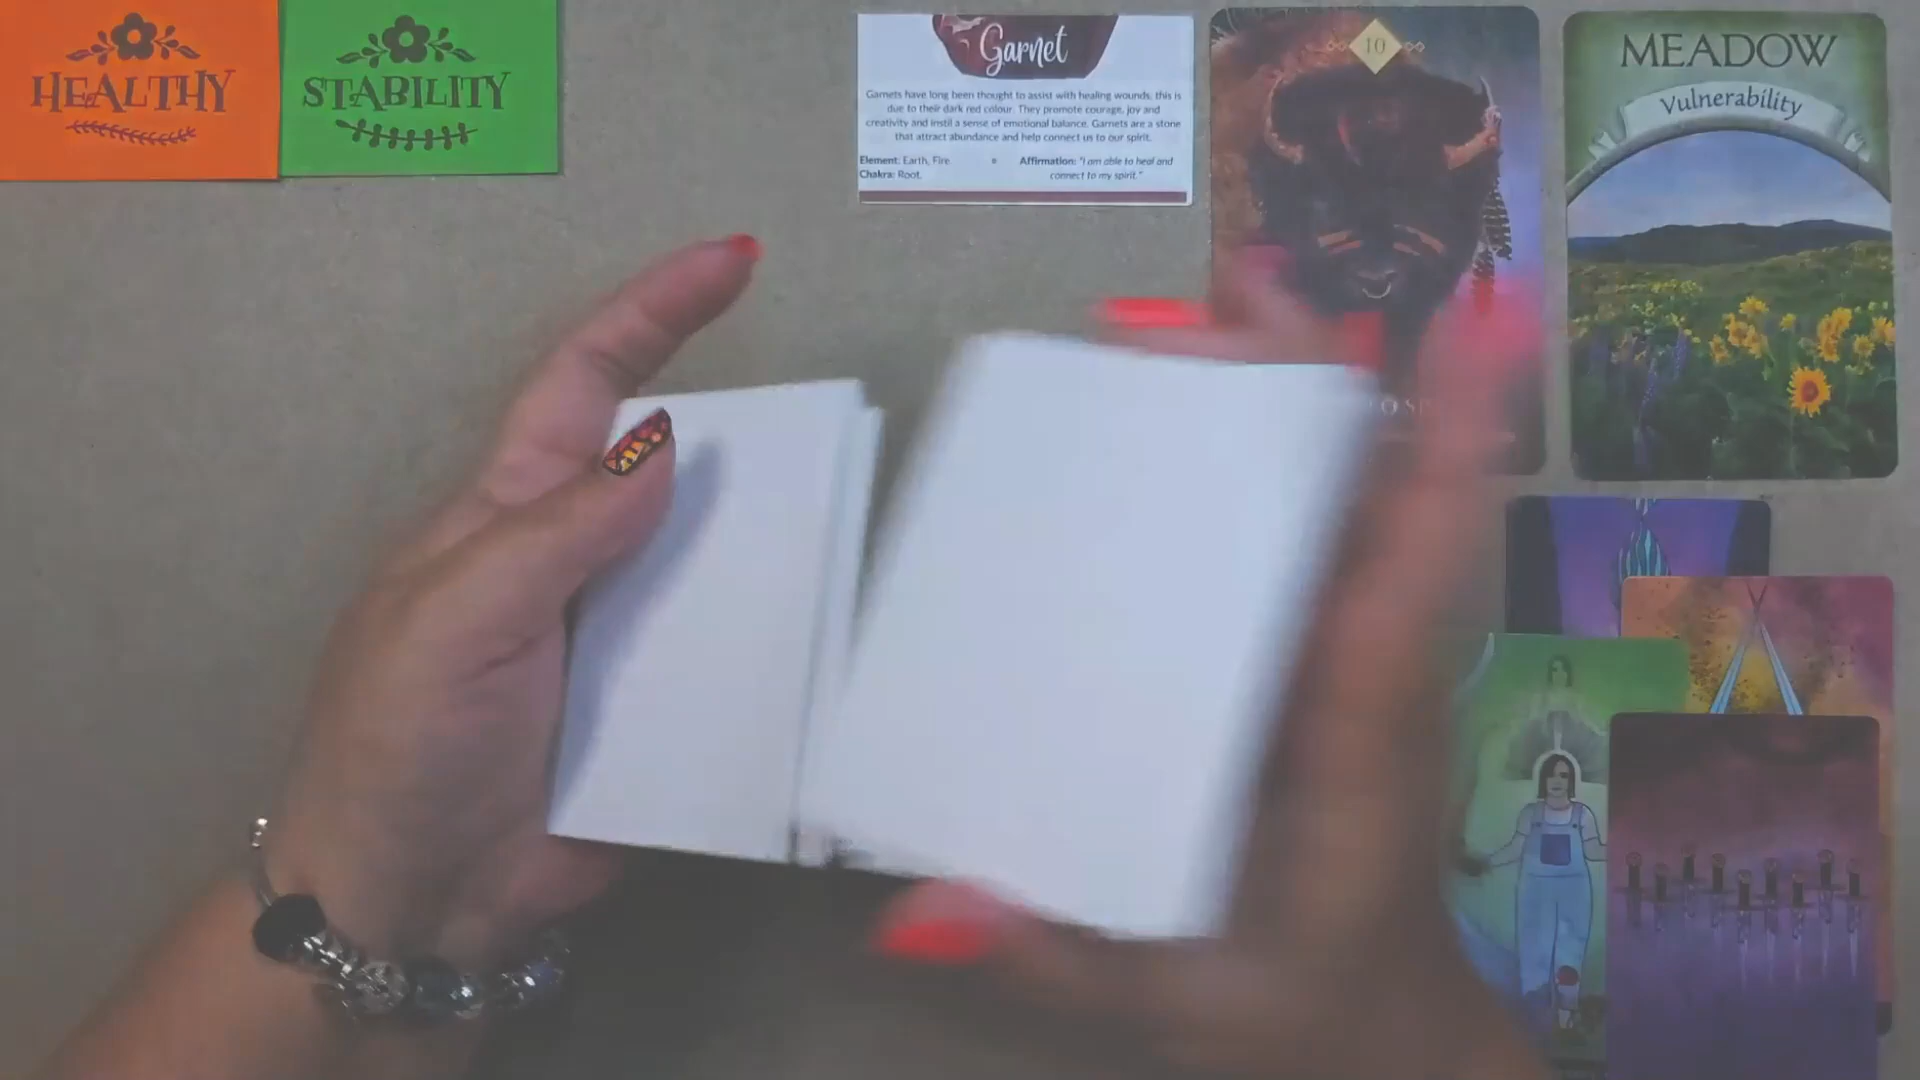 HEALTHY
STABILITY
Garnet
Garnets have long been thought to assist with healing wounds, this is
due to their dark red colour. They promote courage, joy and
creativity and instil a sense of emotional balance. Garnets are a stone
that attract abundance and help connect us to our spirit.
Element: Earth, Fire
Chakra: Root.
Affirmation: "I am able to heal and
connect to my spirit."
10
MEADOW
Vulnerability